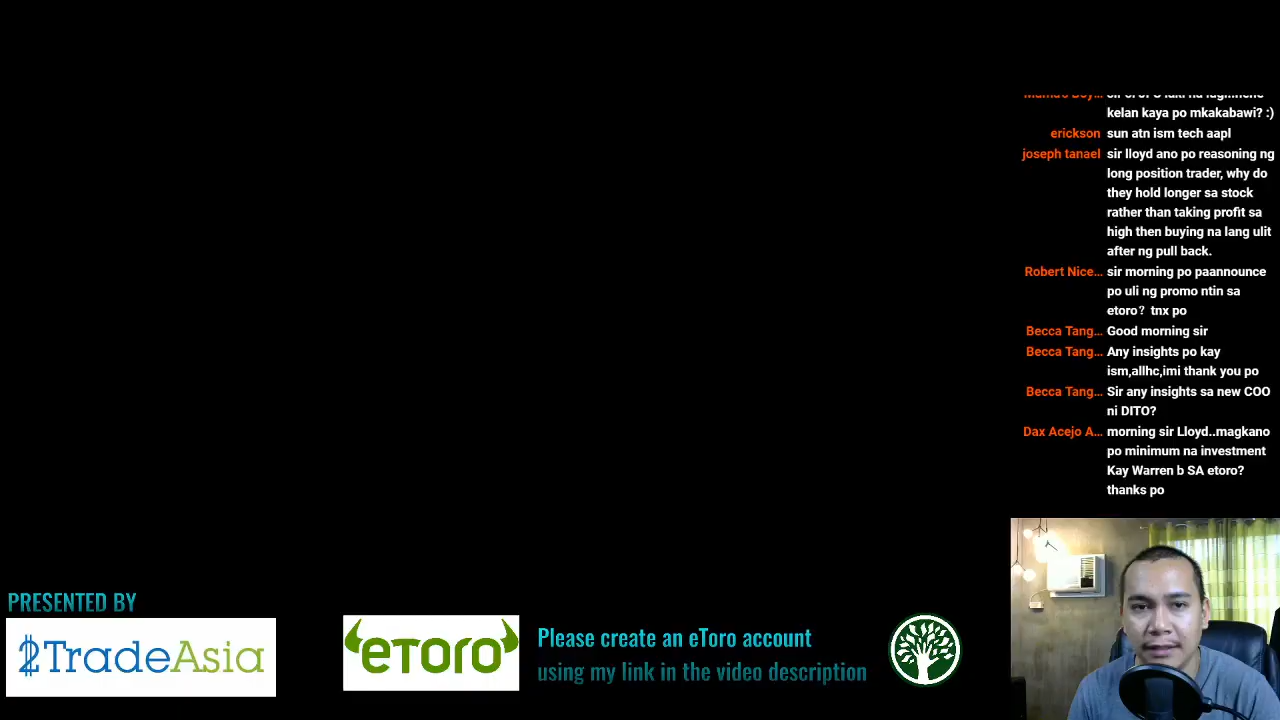 kelan kaya po mkakabawi? :)
erickson sun atn ism tech aapl
joseph tanael sir lloyd ano po reasoning ng
long position trader, why do
they hold longer sa stock
rather than taking profit sa
high then buying na lang ulit
after ng pull back.
Robert Nice... sir morning po paannounce
po uli ng promo ntin sa
etoro? tnx po
Becca Tang... Good morning sir
Becca Tang... Any insights po kay
ism,allhc,imi thank you po
Becca Tang... Sir any insights sa new COO
ni DITO?
Dax Acejo A... morning sir Lloyd..magkano
po minimum na investment
Kay Warren b SA etoro?
thanks po
PRESENTED BY
2TradeAsia
eToro
Please create an eToro account
using my link in the video description